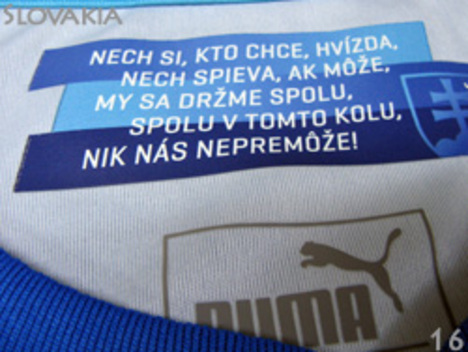 SLOVAKIA
NECH SI, KTO CHCE, HVÍZDA,
NECH SPIEVA, AK MÔŽE,
MY SA DRŽME SPOLU,
SPOLU V TOMTO KOLU,
NIK NÁS NEPREMÔŽE!
PUMA
16